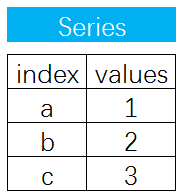 Series
index values
a 1
b 2
c 3